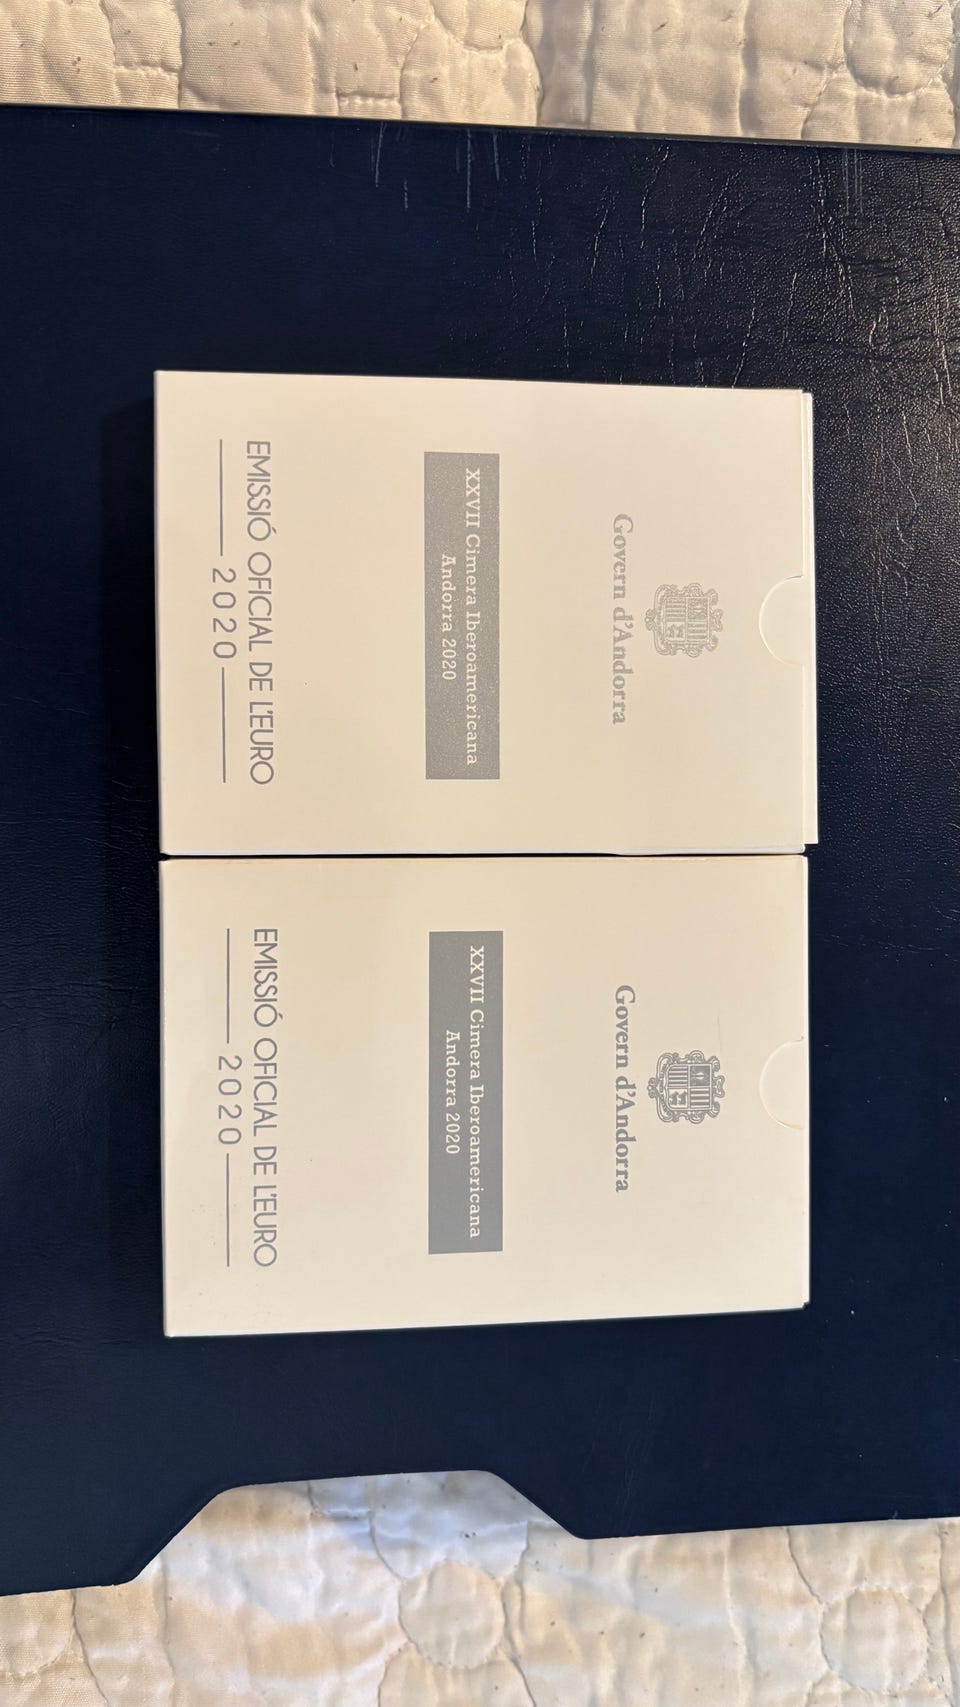 Govern d'Andorra
XXVII Cimera Iberoamericana
Andorra 2020
EMISSIÓ OFICIAL DE L'EURO
2020
Govern d'Andorra
XXVII Cimera Iberoamericana
Andorra 2020
EMISSIÓ OFICIAL DE L'EURO
2020